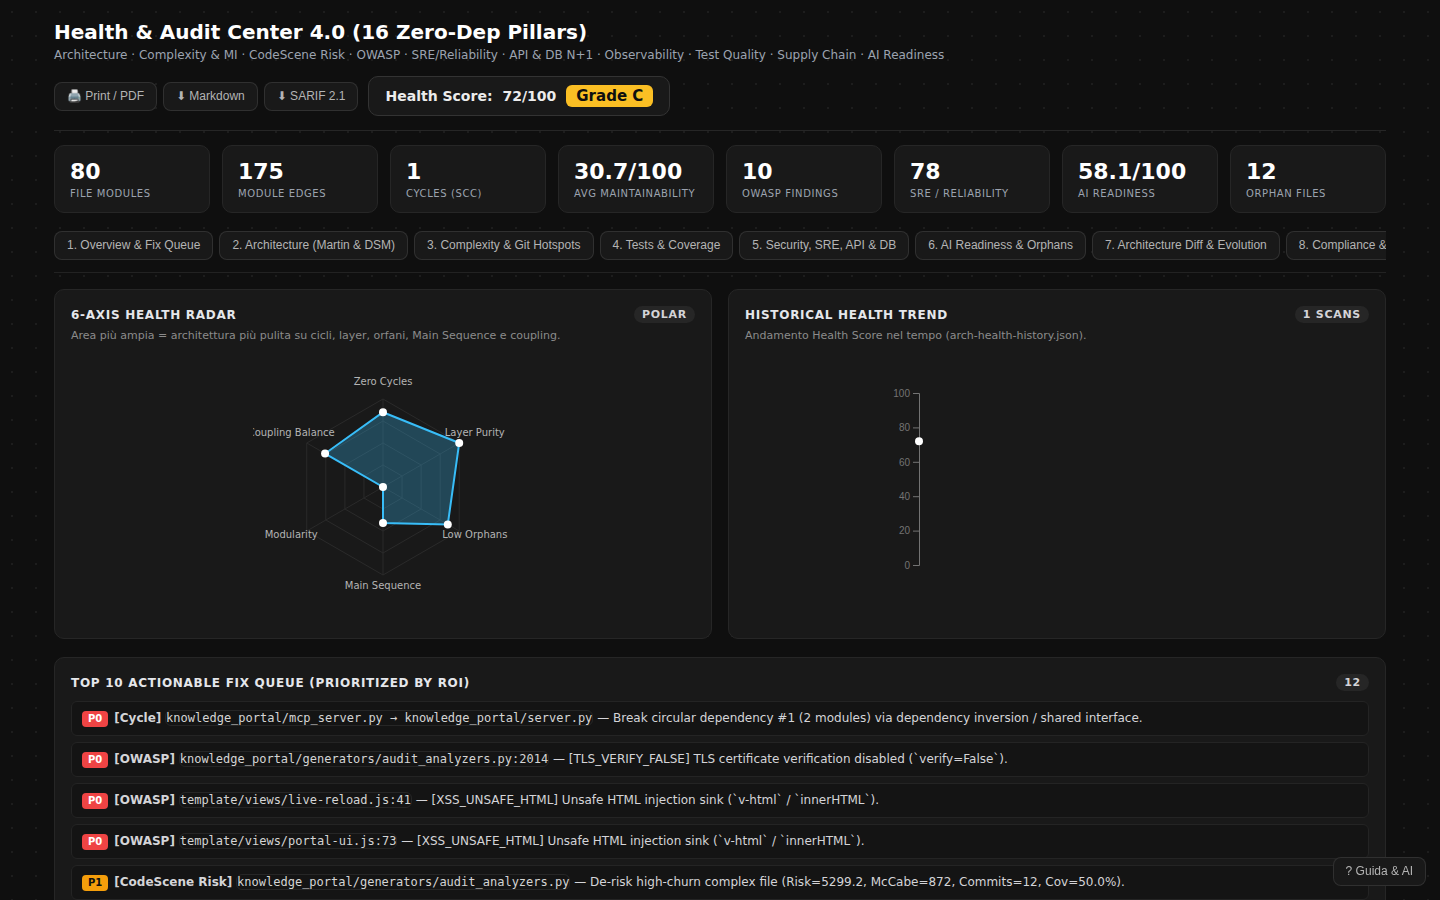 Health & Audit Center 4.0 (16 Zero-Dep Pillars)
Architecture · Complexity & MI · CodeScene Risk · OWASP · SRE/Reliability · API & DB N+1 · Observability · Test Quality · Supply Chain · AI Readiness
🖨️ Print / PDF
⬇ Markdown
⬇ SARIF 2.1
Health Score: 72/100 Grade C
80
FILE MODULES
175
MODULE EDGES
1
CYCLES (SCC)
30.7/100
AVG MAINTAINABILITY
10
OWASP FINDINGS
78
SRE / RELIABILITY
58.1/100
AI READINESS
12
ORPHAN FILES
1. Overview & Fix Queue
2. Architecture (Martin & DSM)
3. Complexity & Git Hotspots
4. Tests & Coverage
5. Security, SRE, API & DB
6. AI Readiness & Orphans
7. Architecture Diff & Evolution
8. Compliance &
6-AXIS HEALTH RADAR
POLAR
Area più ampia = architettura più pulita su cicli, layer, orfani, Main Sequence e coupling.
Zero Cycles
Layer Purity
Low Orphans
Main Sequence
Modularity
oupling Balance
HISTORICAL HEALTH TREND
1 SCANS
Andamento Health Score nel tempo (arch-health-history.json).
100
80
60
40
20
0
TOP 10 ACTIONABLE FIX QUEUE (PRIORITIZED BY ROI)
12
P0 [Cycle] knowledge_portal/mcp_server.py → knowledge_portal/server.py — Break circular dependency #1 (2 modules) via dependency inversion / shared interface.
P0 [OWASP] knowledge_portal/generators/audit_analyzers.py:2014 — [TLS_VERIFY_FALSE] TLS certificate verification disabled (`verify=False`).
P0 [OWASP] template/views/live-reload.js:41 — [XSS_UNSAFE_HTML] Unsafe HTML injection sink (`v-html` / `innerHTML`).
P0 [OWASP] template/views/portal-ui.js:73 — [XSS_UNSAFE_HTML] Unsafe HTML injection sink (`v-html` / `innerHTML`).
P1 [CodeScene Risk] knowledge_portal/generators/audit_analyzers.py — De-risk high-churn complex file (Risk=5299.2, McCabe=872, Commits=12, Cov=50.0%).
? Guida & AI